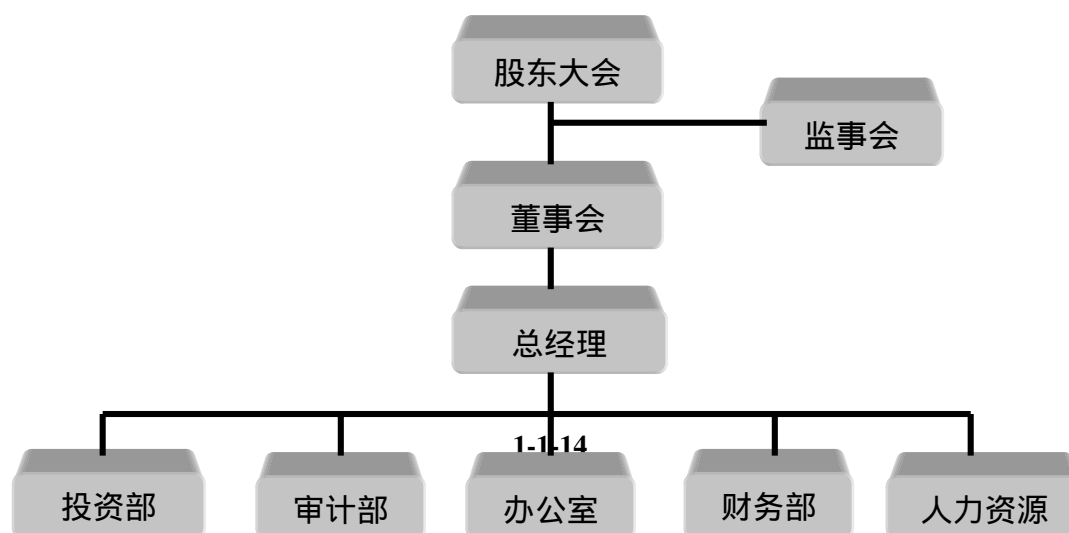 股东大会
监事会
董事会
总经理
1-1-14
投资部
审计部
办公室
财务部
人力资源